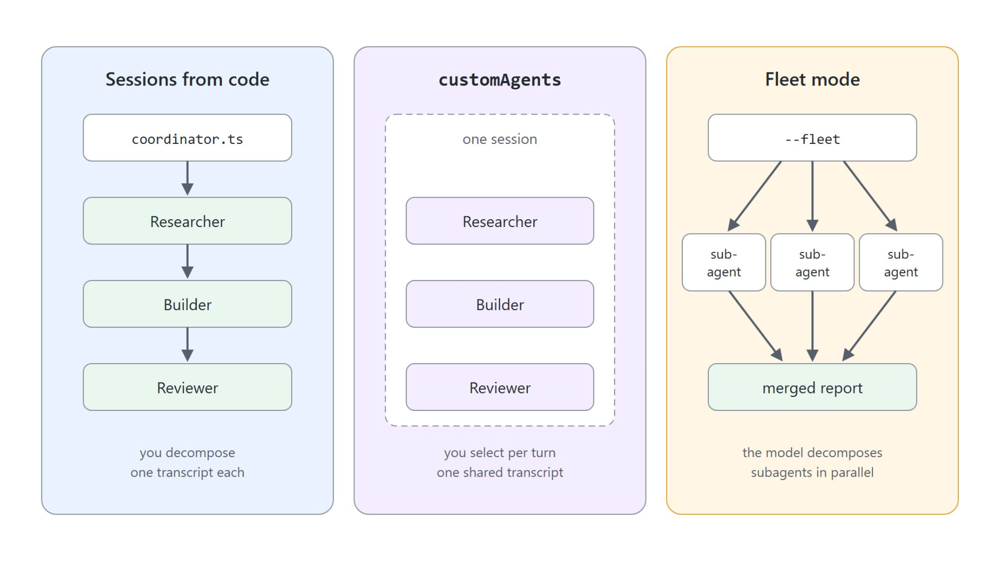 Sessions from code
coordinator.ts
Researcher
Builder
Reviewer
you decompose
one transcript each
customAgents
one session
Researcher
Builder
Reviewer
you select per turn
one shared transcript
Fleet mode
--fleet
sub-
agent
sub-
agent
sub-
agent
merged report
the model decomposes
subagents in parallel